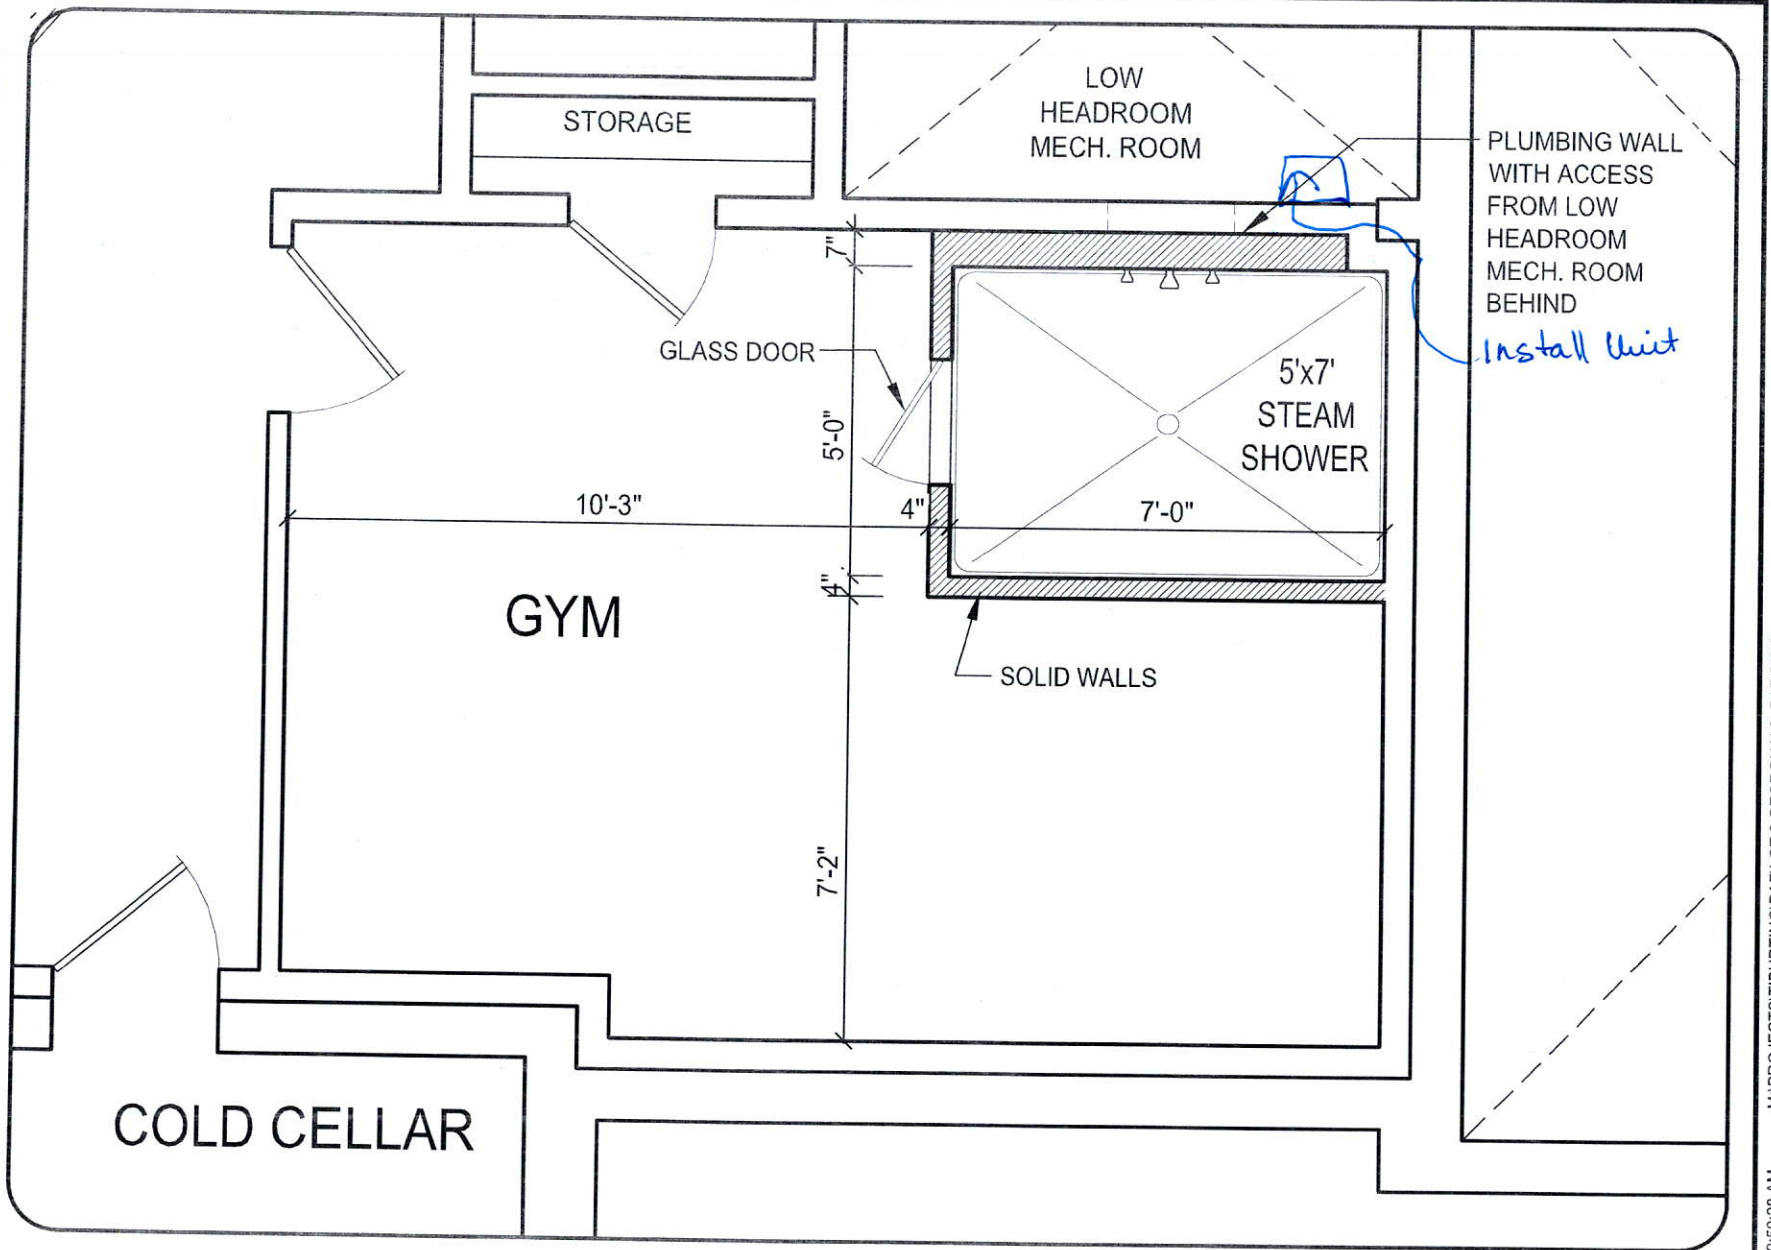 STORAGE
LOW
HEADROOM
MECH. ROOM
PLUMBING WALL
WITH ACCESS
FROM LOW
HEADROOM
MECH. ROOM
BEHIND
Install Unit
7"
GLASS DOOR
5'-0"
5'x7'
STEAM
SHOWER
10'-3"
4"
7'-0"
4"
GYM
SOLID WALLS
7'-2"
COLD CELLAR